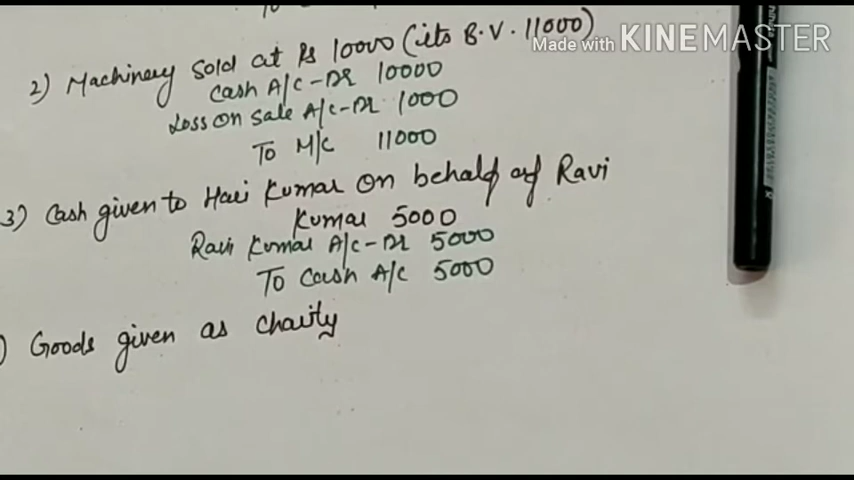 2) Machinery sold at Rs 10000 (its B.V. 11000)
Made with KINEMASTER
Cash A/c-Dr 10000
Loss on sale A/c-Dr 1000
To M/c 11000
3) Cash given to Hari Kumar on behalf of Ravi
Kumar 5000
Ravi Kumar A/c-Dr 5000
To Cash A/c 5000
) Goods given as charity